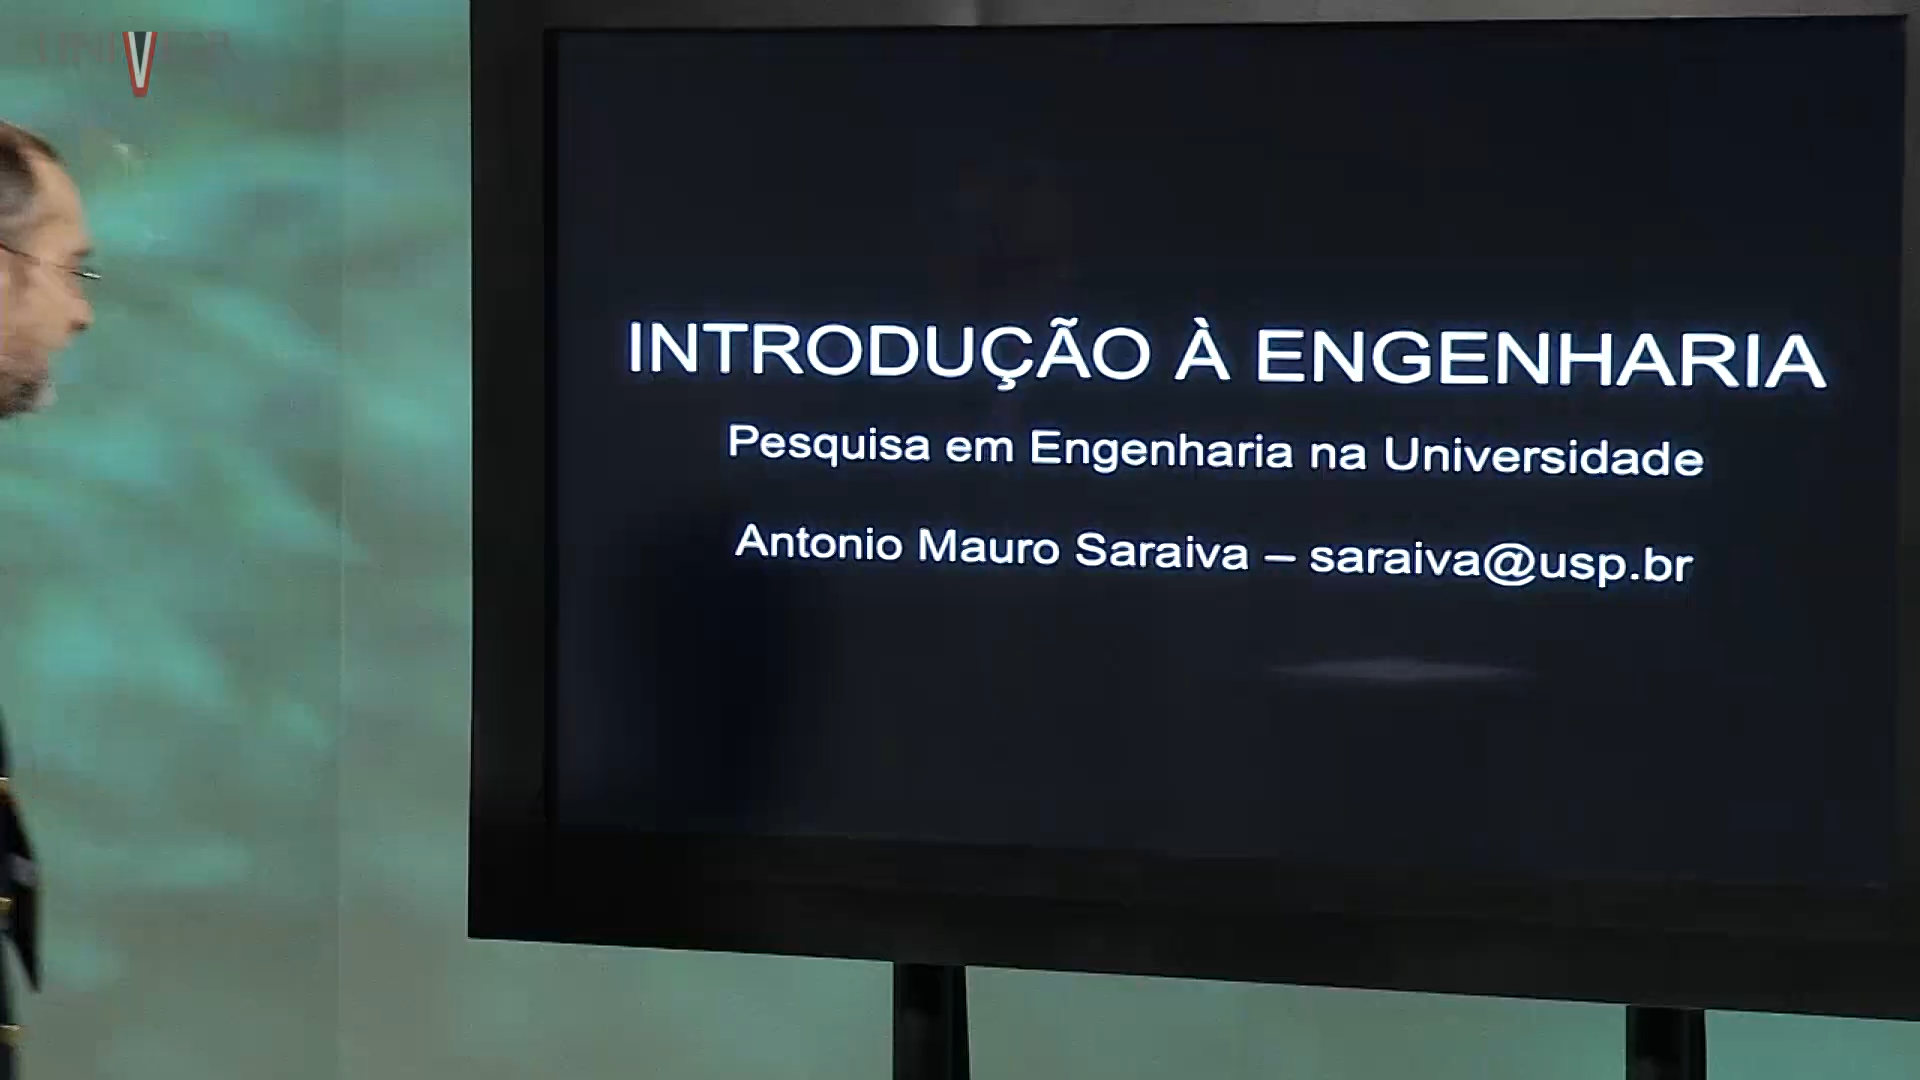 INTRODUÇÃO À ENGENHARIA
Pesquisa em Engenharia na Universidade
Antonio Mauro Saraiva – saraiva@usp.br